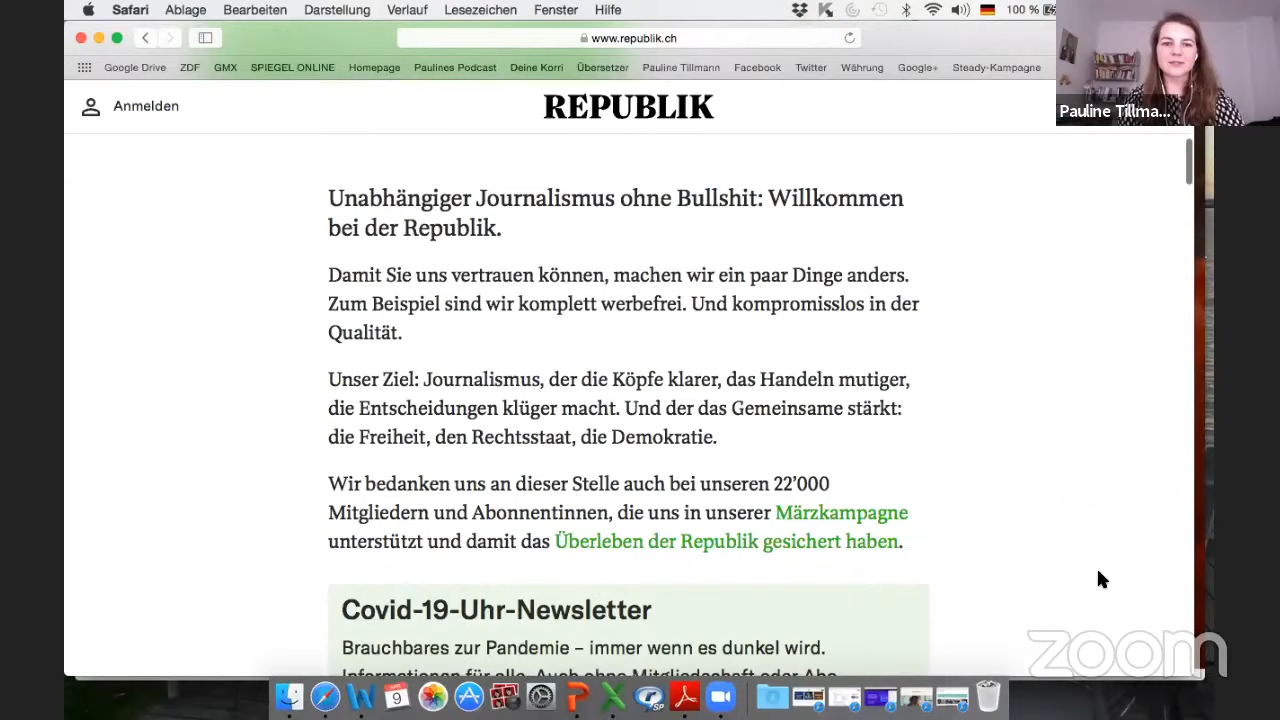 Safari Ablage Bearbeiten Darstellung Verlauf Lesezeichen Fenster Hilfe 100 %
www.republik.ch
Google Drive ZDF GMX SPIEGEL ONLINE Homepage Paulines Podcast Deine Korri Übersetzer Pauline Tillmann Facebook Twitter Währung Google+ Steady-Kampagne
Pauline Tillma...
Anmelden
REPUBLIK
Unabhängiger Journalismus ohne Bullshit: Willkommen
bei der Republik.
Damit Sie uns vertrauen können, machen wir ein paar Dinge anders.
Zum Beispiel sind wir komplett werbefrei. Und kompromisslos in der
Qualität.
Unser Ziel: Journalismus, der die Köpfe klarer, das Handeln mutiger,
die Entscheidungen klüger macht. Und der das Gemeinsame stärkt:
die Freiheit, den Rechtsstaat, die Demokratie.
Wir bedanken uns an dieser Stelle auch bei unseren 22’000
Mitgliedern und Abonnentinnen, die uns in unserer Märzkampagne
unterstützt und damit das Überleben der Republik gesichert haben.
Covid-19-Uhr-Newsletter
Brauchbares zur Pandemie – immer wenn es dunkel wird.
Informationen für alle. Auch ohne Mitgliedschaft oder Abo.
zoom
APR
9
SP